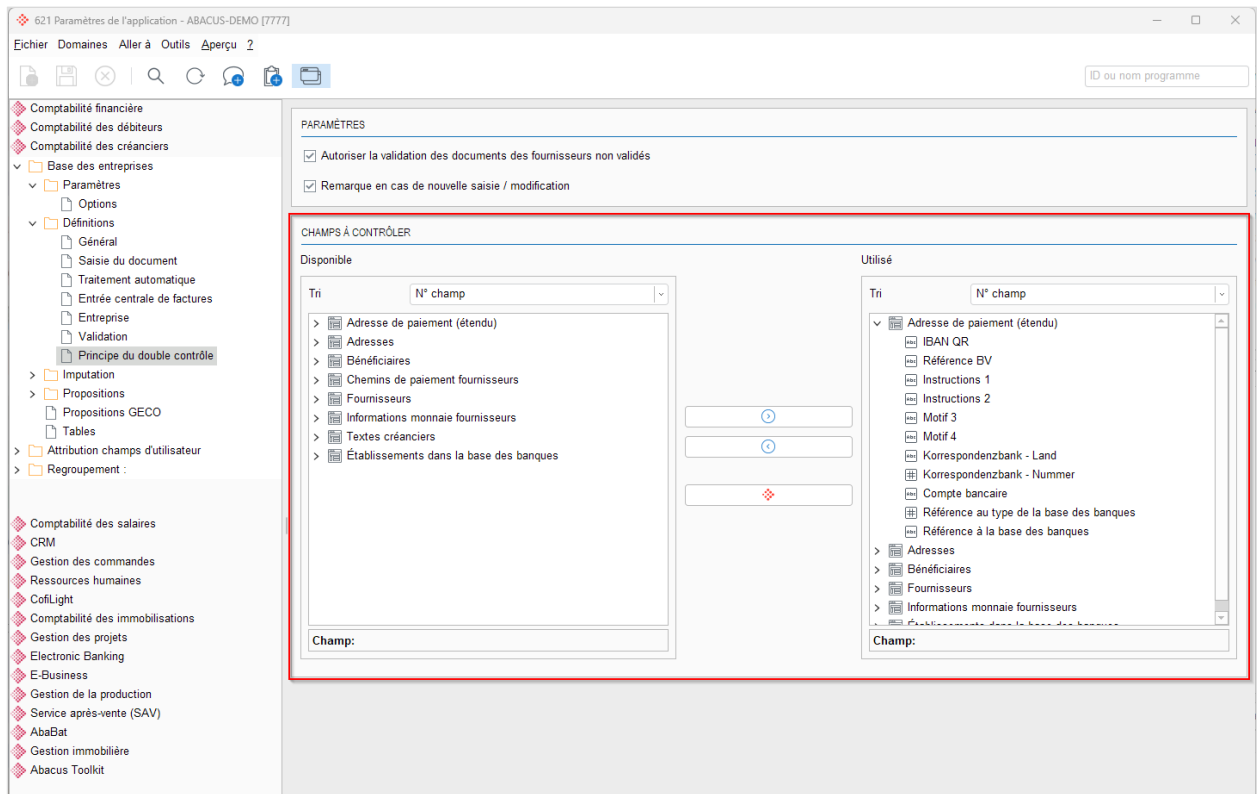 621 Paramètres de l'application - ABACUS-DEMO [7777]
Fichier Domaines Aller à Outils Aperçu ?
ID ou nom programme
Comptabilité financière
Comptabilité des débiteurs
Comptabilité des créanciers
Base des entreprises
Paramètres
Options
Définitions
Général
Saisie du document
Traitement automatique
Entrée centrale de factures
Entreprise
Validation
Principe du double contrôle
Imputation
Propositions
Propositions GECO
Tables
Attribution champs d'utilisateur
Regroupement :
Comptabilité des salaires
CRM
Gestion des commandes
Ressources humaines
CofiLight
Comptabilité des immobilisations
Gestion des projets
Electronic Banking
E-Business
Gestion de la production
Service après-vente (SAV)
AbaBat
Gestion immobilière
Abacus Toolkit
PARAMÈTRES
Autoriser la validation des documents des fournisseurs non validés
Remarque en cas de nouvelle saisie / modification
CHAMPS À CONTRÔLER
Disponible
Tri N° champ
Adresse de paiement (étendu)
Adresses
Bénéficiaires
Chemins de paiement fournisseurs
Fournisseurs
Informations monnaie fournisseurs
Textes créanciers
Établissements dans la base des banques
Champ:
Utilisé
Tri N° champ
Adresse de paiement (étendu)
IBAN QR
Référence BV
Instructions 1
Instructions 2
Motif 3
Motif 4
Korrespondenzbank - Land
Korrespondenzbank - Nummer
Compte bancaire
Référence au type de la base des banques
Référence à la base des banques
Adresses
Bénéficiaires
Fournisseurs
Informations monnaie fournisseurs
Établissements dans la base des banques
Champ: